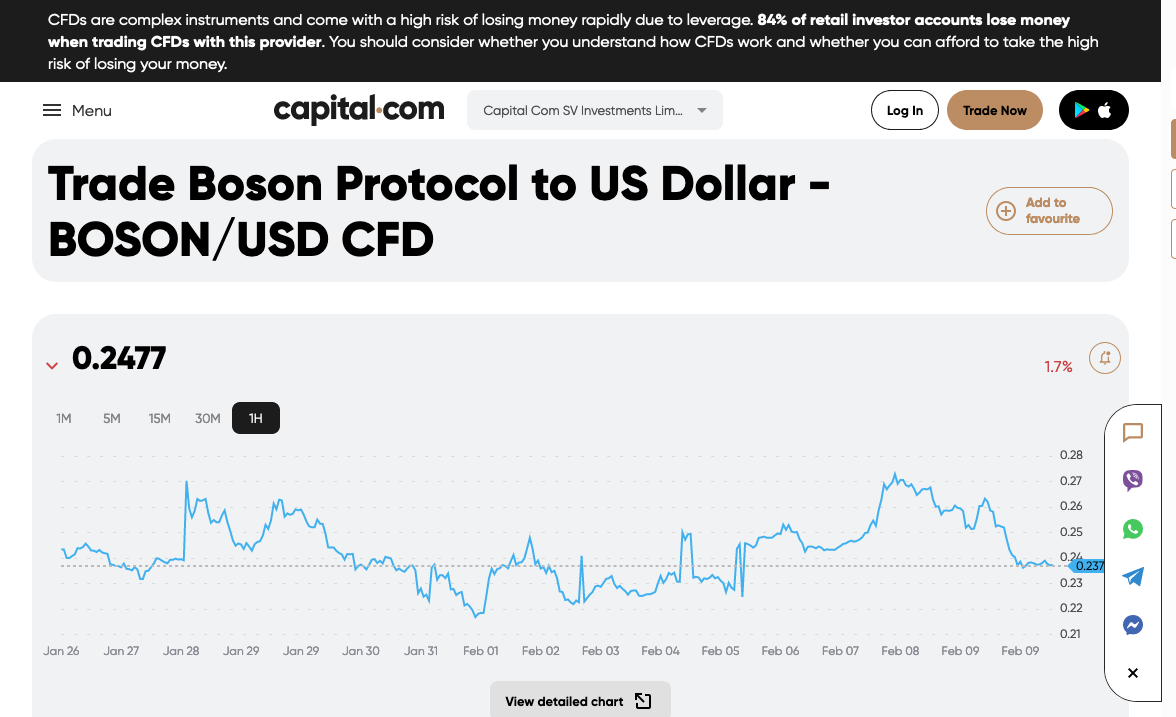 CFDs are complex instruments and come with a high risk of losing money rapidly due to leverage. 84% of retail investor accounts lose money
when trading CFDs with this provider. You should consider whether you understand how CFDs work and whether you can afford to take the high
risk of losing your money.
Menu
capital.com
Capital Com SV Investments Lim...
Log In
Trade Now
Trade Boson Protocol to US Dollar -
BOSON/USD CFD
Add to
favourite
0.2477
1.7%
1M 5M 15M 30M 1H
0.28
0.27
0.26
0.25
0.24
0.237
0.23
0.22
0.21
Jan 26 Jan 27 Jan 28 Jan 29 Jan 29 Jan 30 Jan 31 Feb 01 Feb 02 Feb 03 Feb 04 Feb 05 Feb 06 Feb 07 Feb 08 Feb 09 Feb 09
View detailed chart